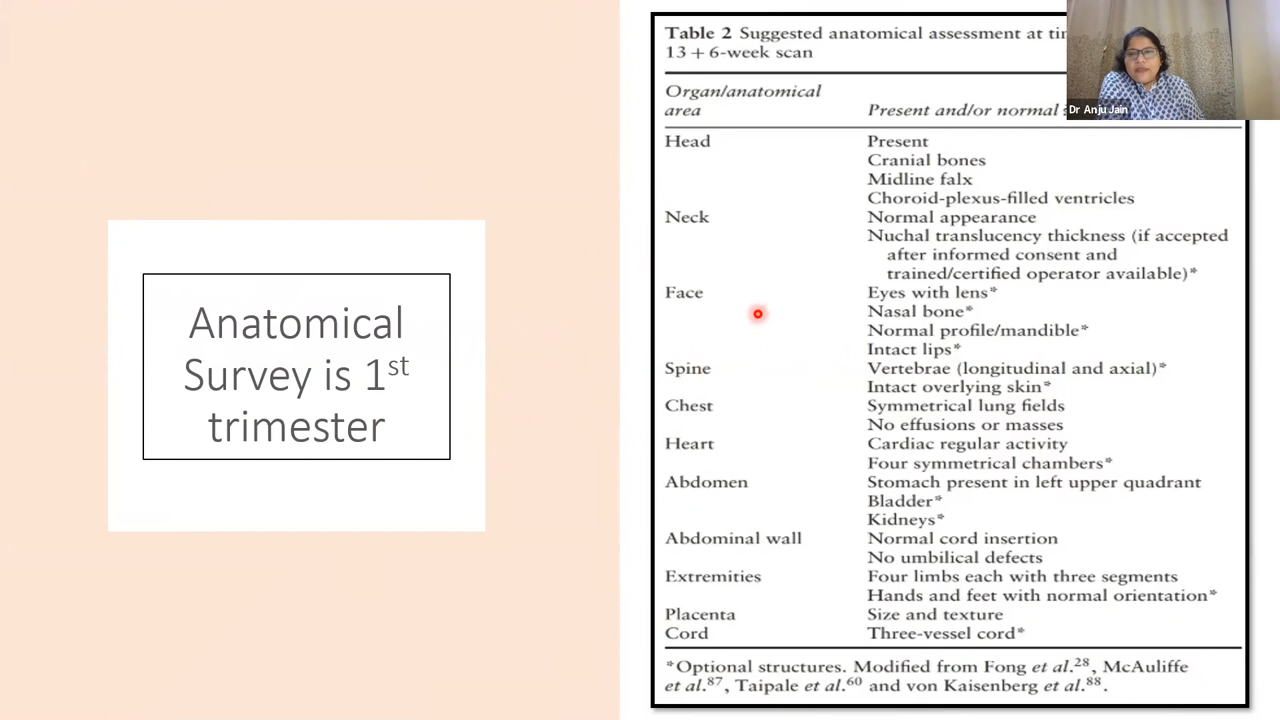 Anatomical
Survey is 1st
trimester
Table 2 Suggested anatomical assessment at
13 + 6-week scan
Organ/anatomical
area
Present and/or normal
Head
Present
Cranial bones
Midline falx
Choroid-plexus-filled ventricles
Neck
Normal appearance
Nuchal translucency thickness (if accepted
after informed consent and
trained/certified operator available)*
Face
Eyes with lens*
Nasal bone*
Normal profile/mandible*
Intact lips*
Spine
Vertebrae (longitudinal and axial)*
Intact overlying skin*
Chest
Symmetrical lung fields
No effusions or masses
Heart
Cardiac regular activity
Four symmetrical chambers*
Abdomen
Stomach present in left upper quadrant
Bladder*
Kidneys*
Abdominal wall
Normal cord insertion
No umbilical defects
Extremities
Four limbs each with three segments
Hands and feet with normal orientation*
Placenta
Size and texture
Cord
Three-vessel cord*
*Optional structures. Modified from Fong et al.28, McAuliffe
et al.87, Taipale et al.60 and von Kaisenberg et al.88.
Dr Anju Jain